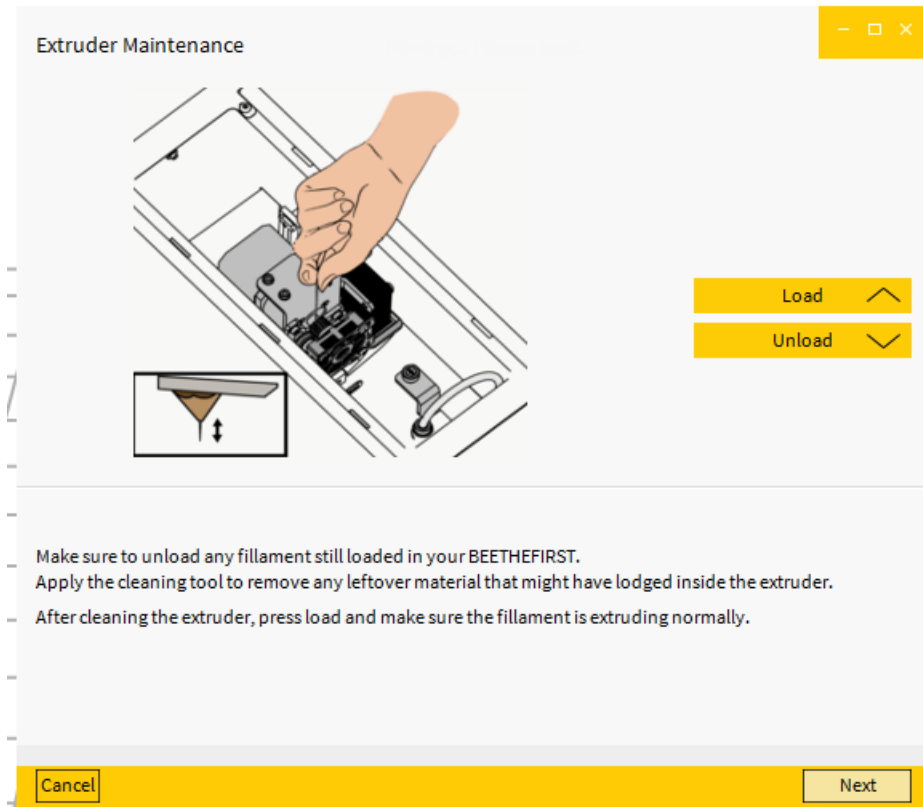 Extruder Maintenance
Load
Unload
Make sure to unload any fillament still loaded in your BEETHEFIRST.
Apply the cleaning tool to remove any leftover material that might have lodged inside the extruder.
After cleaning the extruder, press load and make sure the fillament is extruding normally.
Cancel
Next